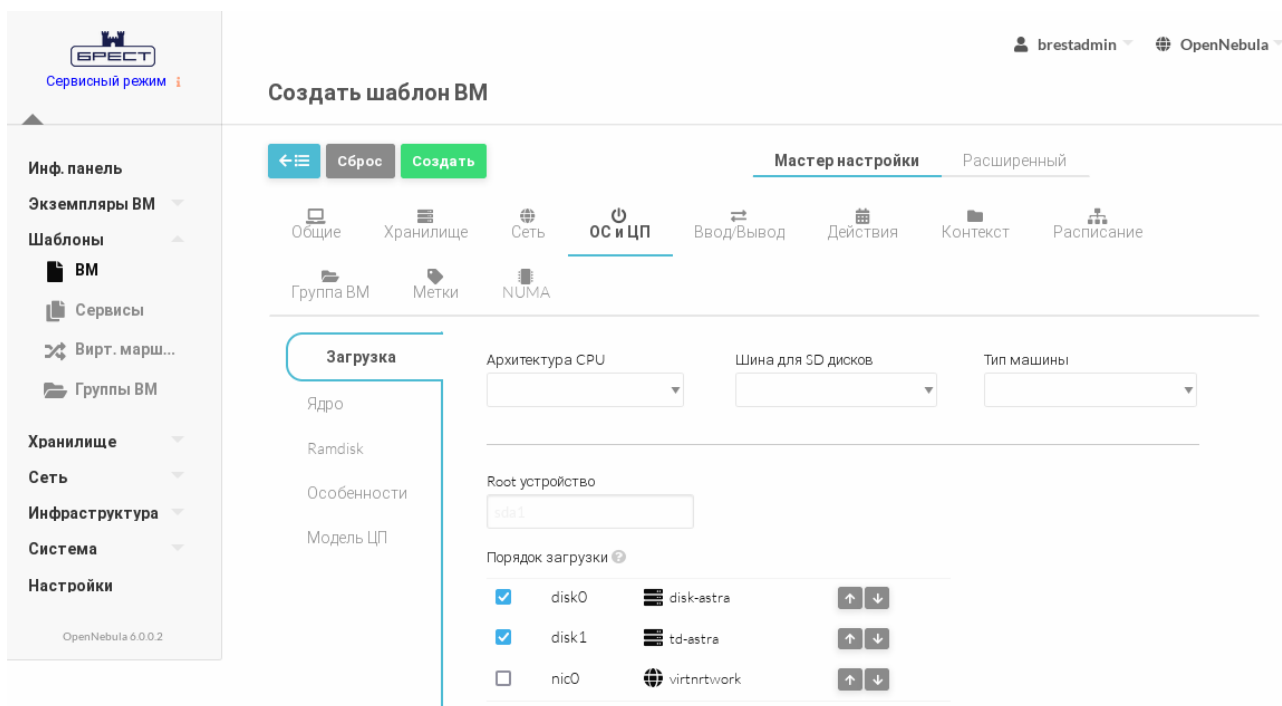 БРЕСТ
Сервисный режим i
brestadmin OpenNebula
Создать шаблон ВМ
Инф. панель
Экземпляры ВМ
Шаблоны
ВМ
Сервисы
Вирт. марш...
Группы ВМ
Хранилище
Сеть
Инфраструктура
Система
Настройки
OpenNebula 6.0.0.2
Сброс Создать
Мастер настройки Расширенный
Общие Хранилище Сеть ОС и ЦП Ввод/Вывод Действия Контекст Расписание
Группа ВМ Метки NUMA
Загрузка
Ядро
Ramdisk
Особенности
Модель ЦП
Архитектура CPU Шина для SD дисков Тип машины
Root устройство
sda1
Порядок загрузки ?
disk0 disk-astra
disk1 td-astra
nic0 virtnrtwork